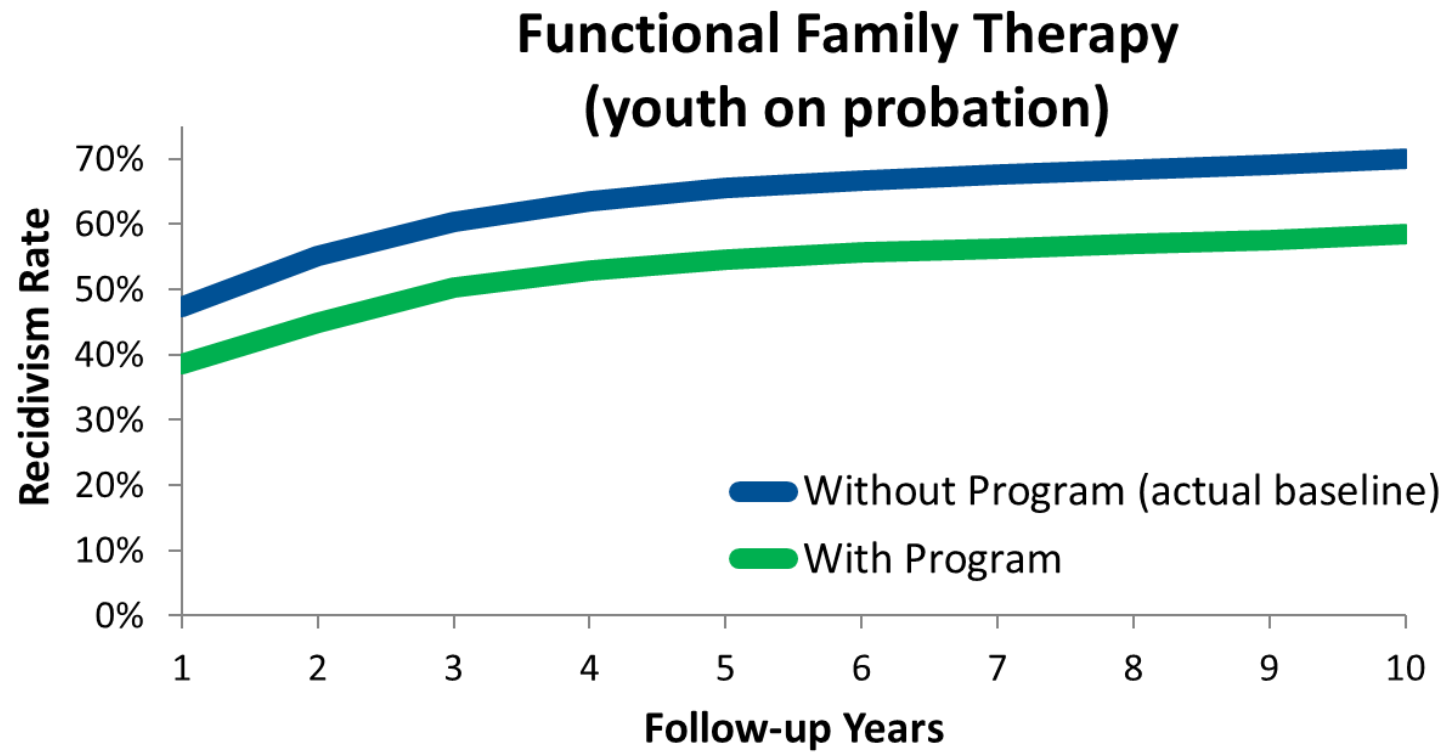 Functional Family Therapy
(youth on probation)
70%
60%
50%
40%
30%
20%
10%
0%
Recidivism Rate
Without Program (actual baseline)
With Program
1 2 3 4 5 6 7 8 9 10
Follow-up Years